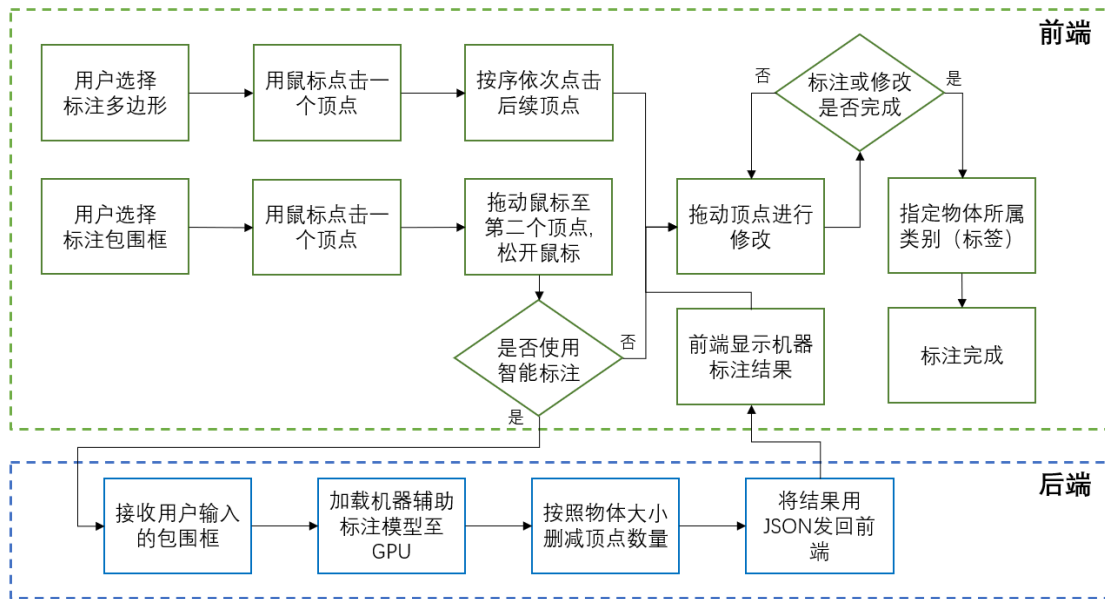 前端
用户选择
标注多边形
用鼠标点击一
个顶点
按序依次点击
后续顶点
否
标注或修改
是否完成
是
用户选择
标注包围框
用鼠标点击一
个顶点
拖动鼠标至
第二个顶点,
松开鼠标
拖动顶点进行
修改
指定物体所属
类别（标签）
是否使用
智能标注
否
是
前端显示机器
标注结果
标注完成
后端
接收用户输入
的包围框
加载机器辅助
标注模型至
GPU
按照物体大小
删减顶点数量
将结果用
JSON发回前
端